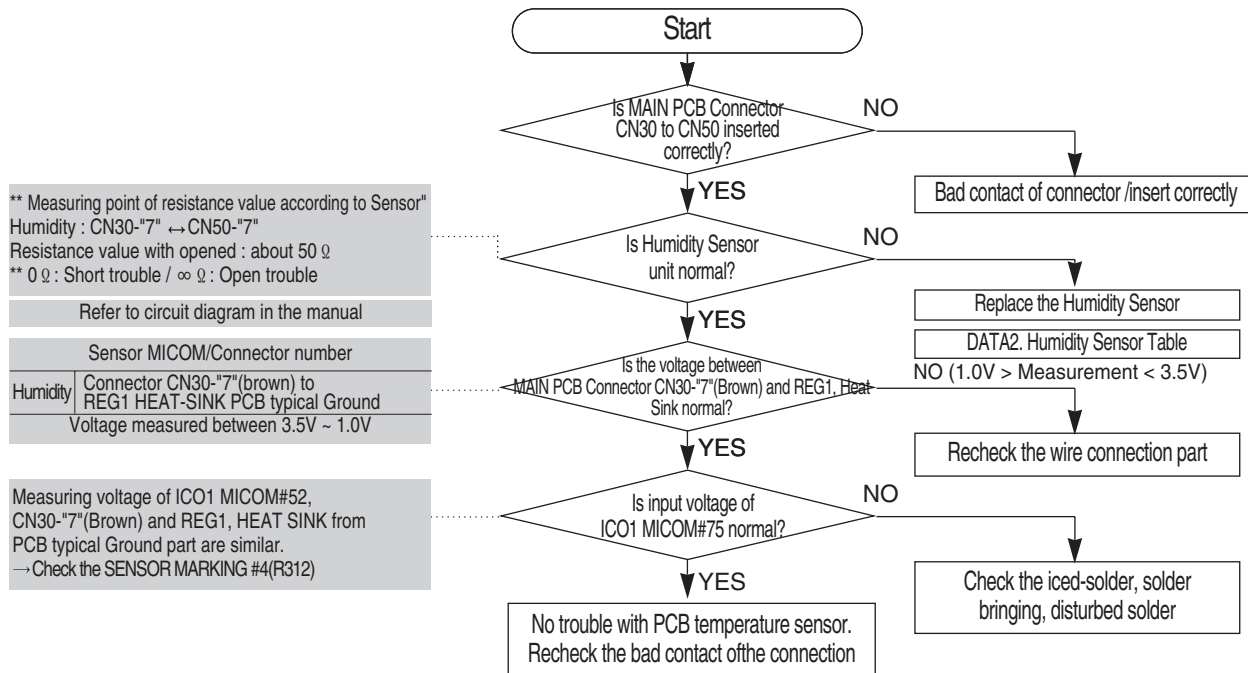 Start
Is MAIN PCB Connector
CN30 to CN50 inserted
correctly?
NO
Bad contact of connector /insert correctly
YES
** Measuring point of resistance value according to Sensor"
Humidity : CN30-"7" ↔CN50-"7"
Resistance value with opened : about 50 Ω
** 0 Ω : Short trouble / ∞ Ω : Open trouble
Refer to circuit diagram in the manual
Is Humidity Sensor
unit normal?
NO
Replace the Humidity Sensor
DATA2. Humidity Sensor Table
YES
Sensor MICOM/Connector number
Humidity
Connector CN30-"7"(brown) to
REG1 HEAT-SINK PCB typical Ground
Voltage measured between 3.5V ~ 1.0V
Is the voltage between
MAIN PCB Connector CN30-"7"(Brown) and REG1, Heat
Sink normal?
NO (1.0V > Measurement < 3.5V)
Recheck the wire connection part
YES
Measuring voltage of ICO1 MICOM#52,
CN30-"7"(Brown) and REG1, HEAT SINK from
PCB typical Ground part are similar.
→Check the SENSOR MARKING #4(R312)
Is input voltage of
ICO1 MICOM#75 normal?
NO
Check the iced-solder, solder
bringing, disturbed solder
YES
No trouble with PCB temperature sensor.
Recheck the bad contact ofthe connection